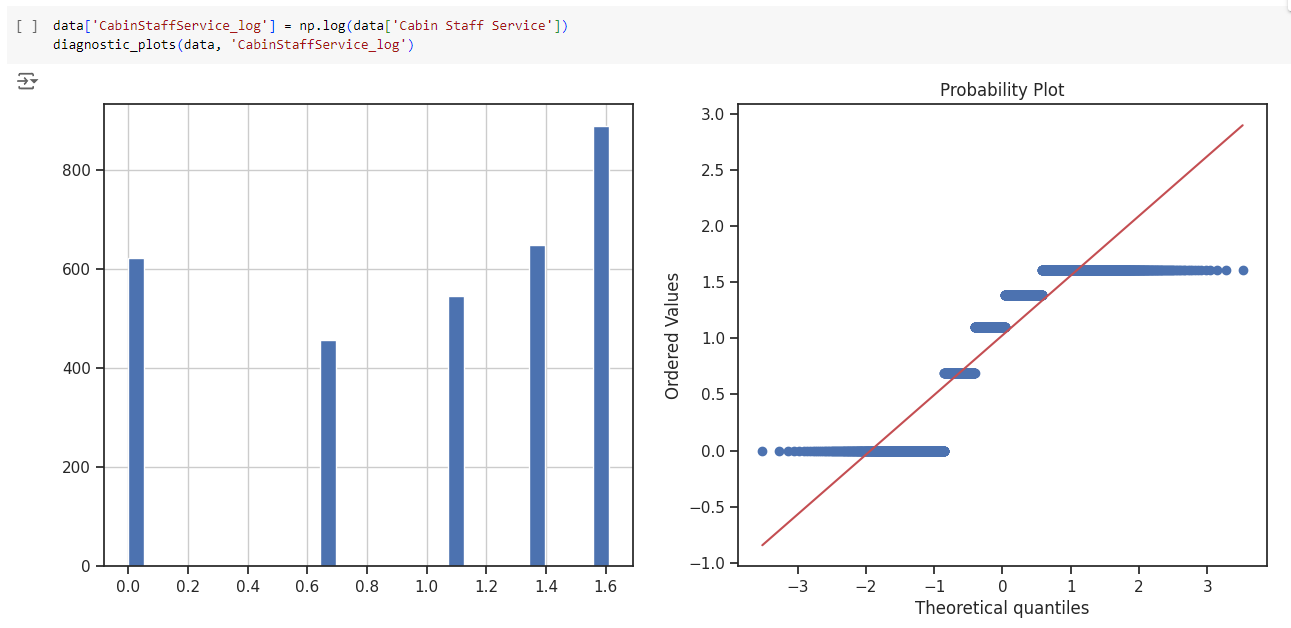 [ ] data['CabinStaffService_log'] = np.log(data['Cabin Staff Service'])
diagnostic_plots(data, 'CabinStaffService_log')
800
600
400
200
0
0.0 0.2 0.4 0.6 0.8 1.0 1.2 1.4 1.6
Probability Plot
Ordered Values
3.0
2.5
2.0
1.5
1.0
0.5
0.0
−0.5
−1.0
−3 −2 −1 0 1 2 3
Theoretical quantiles